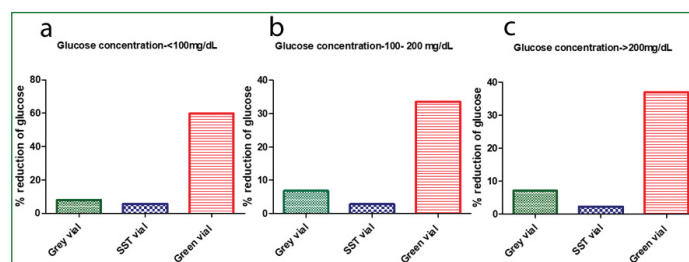 a
Glucose concentration-<100mg/dL
% reduction of glucose
80
60
40
20
0
Grey vial
SST vial
Green vial
b
Glucose concentration-100- 200 mg/dL
% reduction of glucose
40
30
20
10
0
Grey vial
SST vial
Green vial
c
Glucose concentration->200mg/dL
% reduction of glucose
40
30
20
10
0
Grey vial
SST vial
Green vial